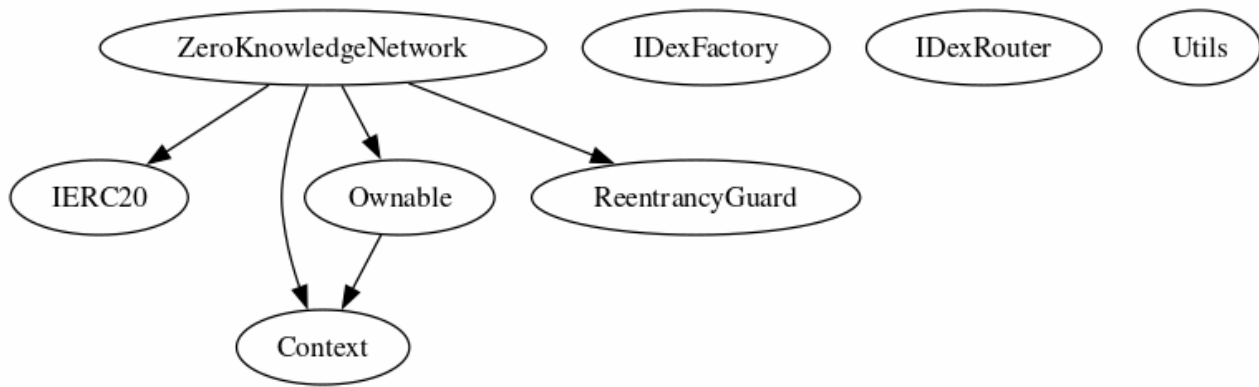 ZeroKnowledgeNetwork
IDexFactory
IDexRouter
Utils
IERC20
Ownable
ReentrancyGuard
Context